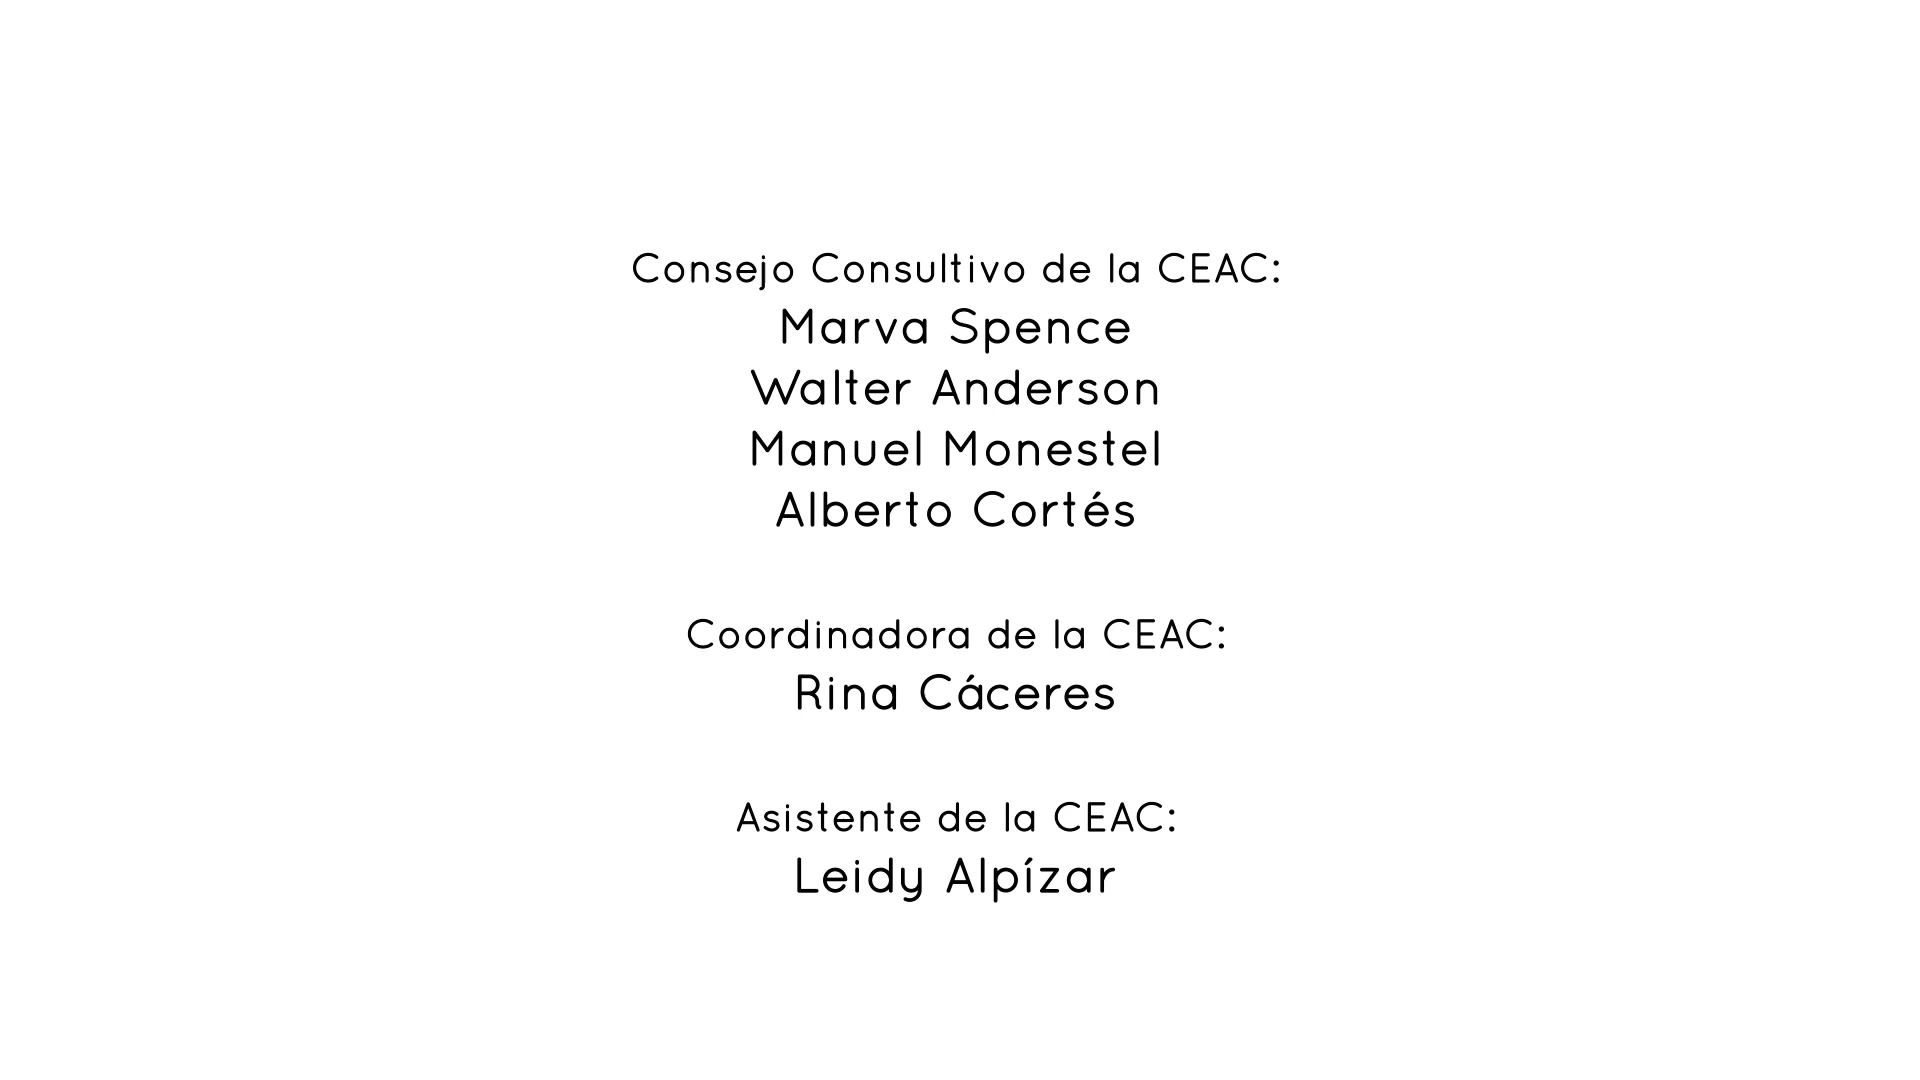 Consejo Consultivo de la CEAC:
Marva Spence
Walter Anderson
Manuel Monestel
Alberto Cortés
Coordinadora de la CEAC:
Rina Cáceres
Asistente de la CEAC:
Leidy Alpízar